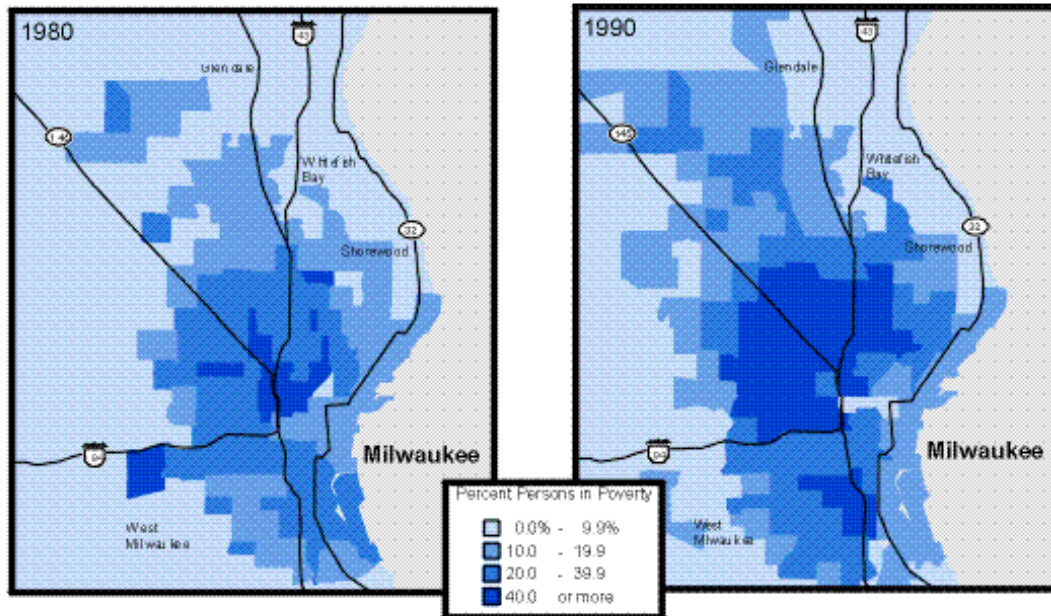 1980
43
Glendale
145
Whitefish
Bay
32
Shorewood
Milwaukee
94
West
Milwaukee
1990
43
Glendale
145
Whitefish
Bay
32
Shorewood
Milwaukee
94
West
Milwaukee
Percent Persons in Poverty
0.0% - 9.9%
10.0 - 19.9
20.0 - 39.9
40.0 or more